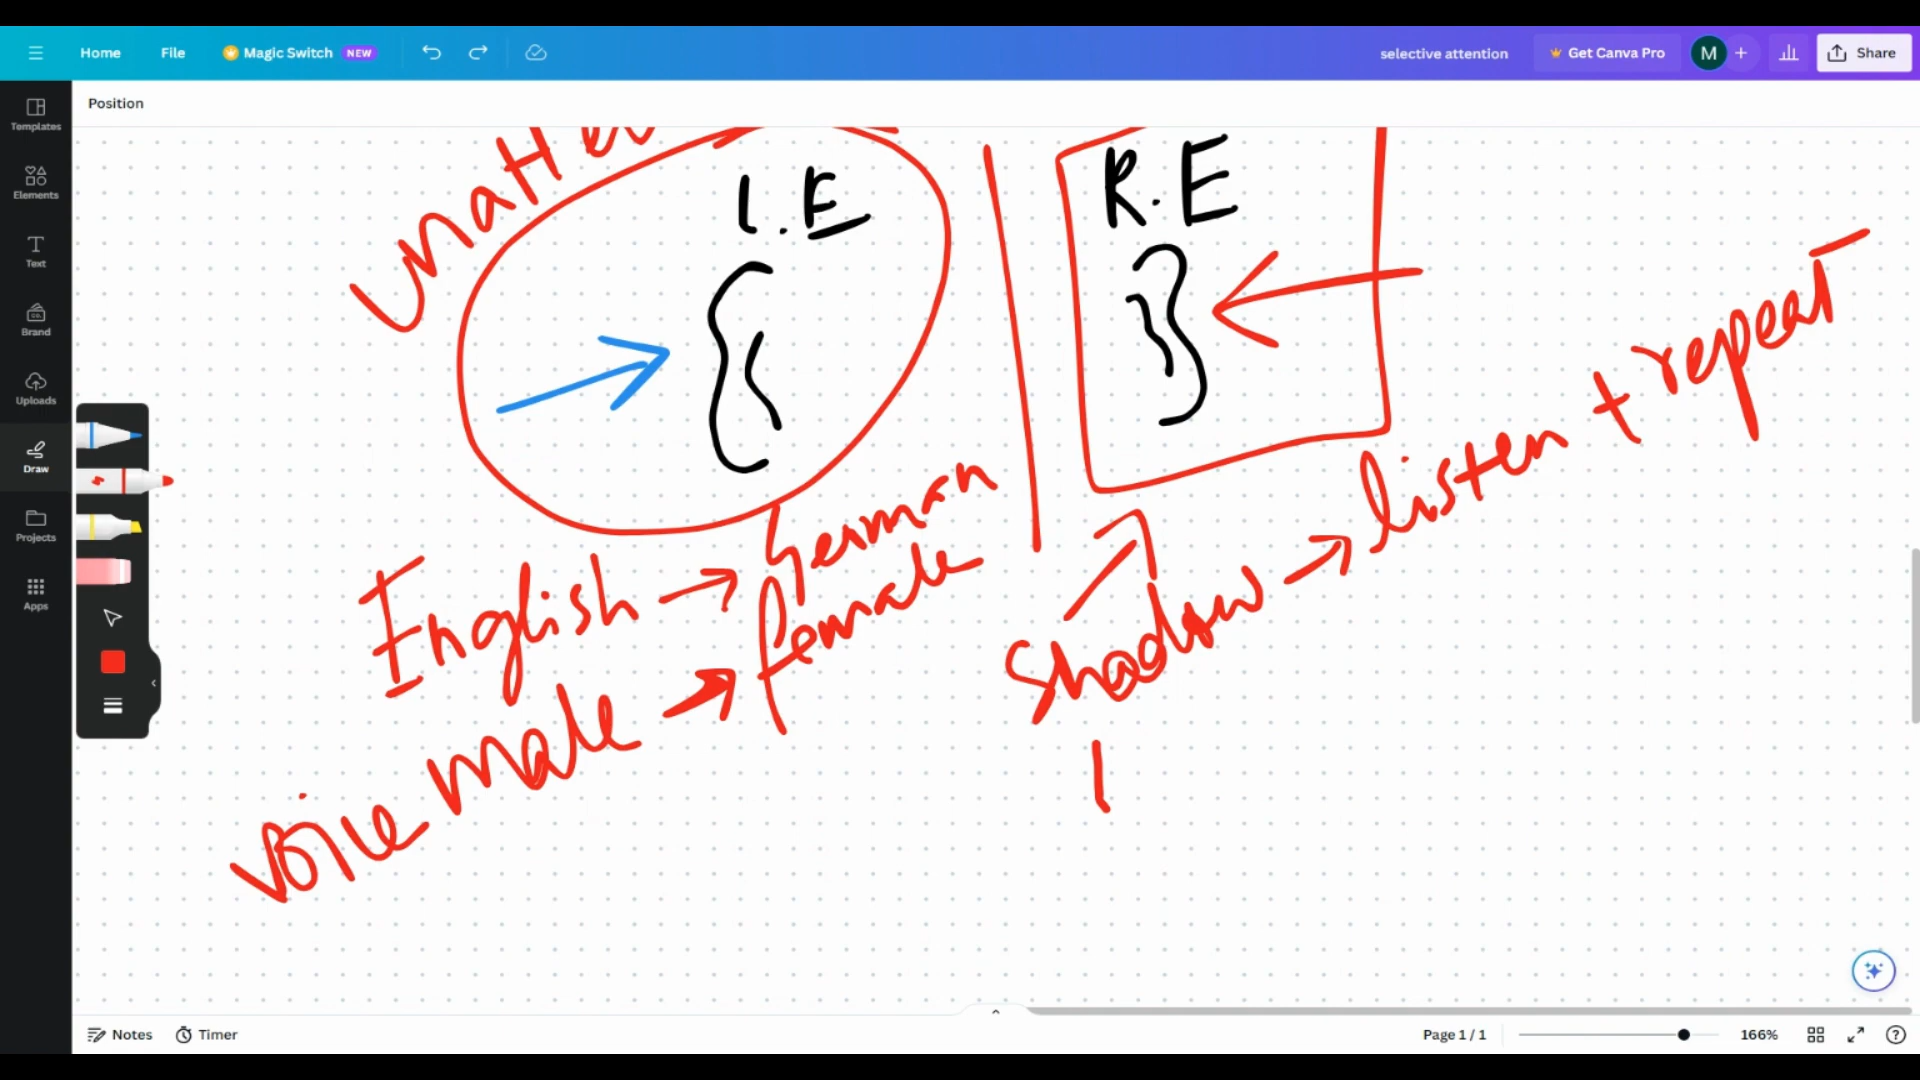 Home File Magic Switch NEW selective attention Get Canva Pro M + Share
Position
Templates
Elements
Text
Brand
Uploads
Draw
Projects
Apps
L.E
R.E
English → German
voice male → female
shadow → listen + repeat
Notes Timer Page 1 / 1 166%